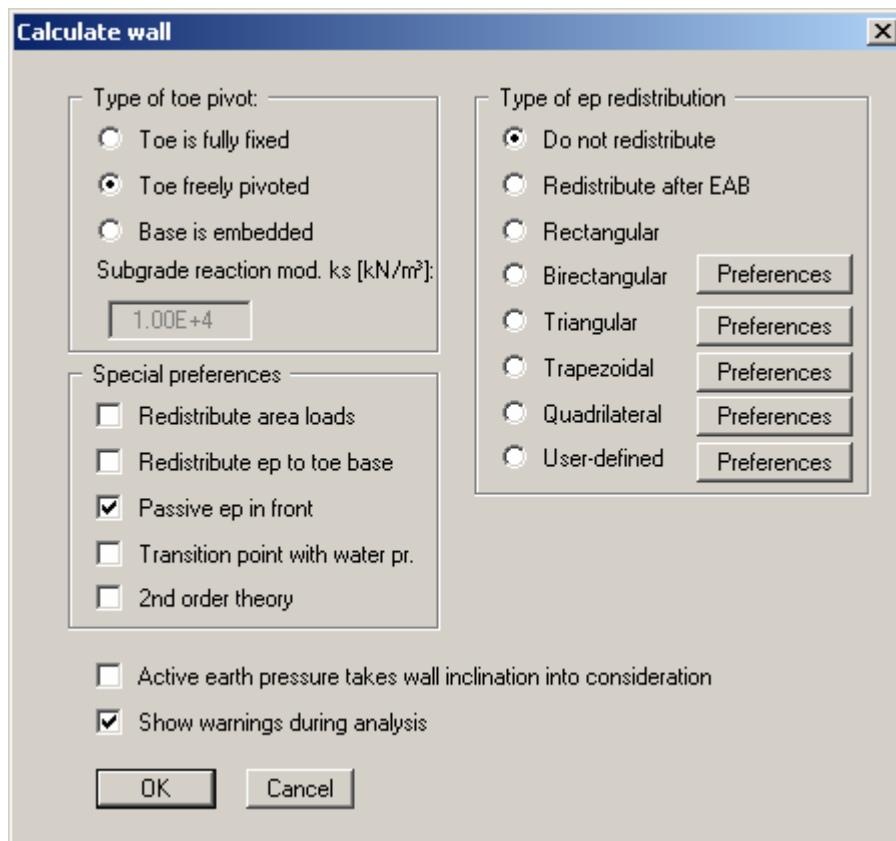 Calculate wall
Type of toe pivot:
Toe is fully fixed
Toe freely pivoted
Base is embedded
Subgrade reaction mod. ks [kN/m³]:
1.00E+4
Special preferences
Redistribute area loads
Redistribute ep to toe base
Passive ep in front
Transition point with water pr.
2nd order theory
Type of ep redistribution
Do not redistribute
Redistribute after EAB
Rectangular
Birectangular Preferences
Triangular Preferences
Trapezoidal Preferences
Quadrilateral Preferences
User-defined Preferences
Active earth pressure takes wall inclination into consideration
Show warnings during analysis
OK Cancel